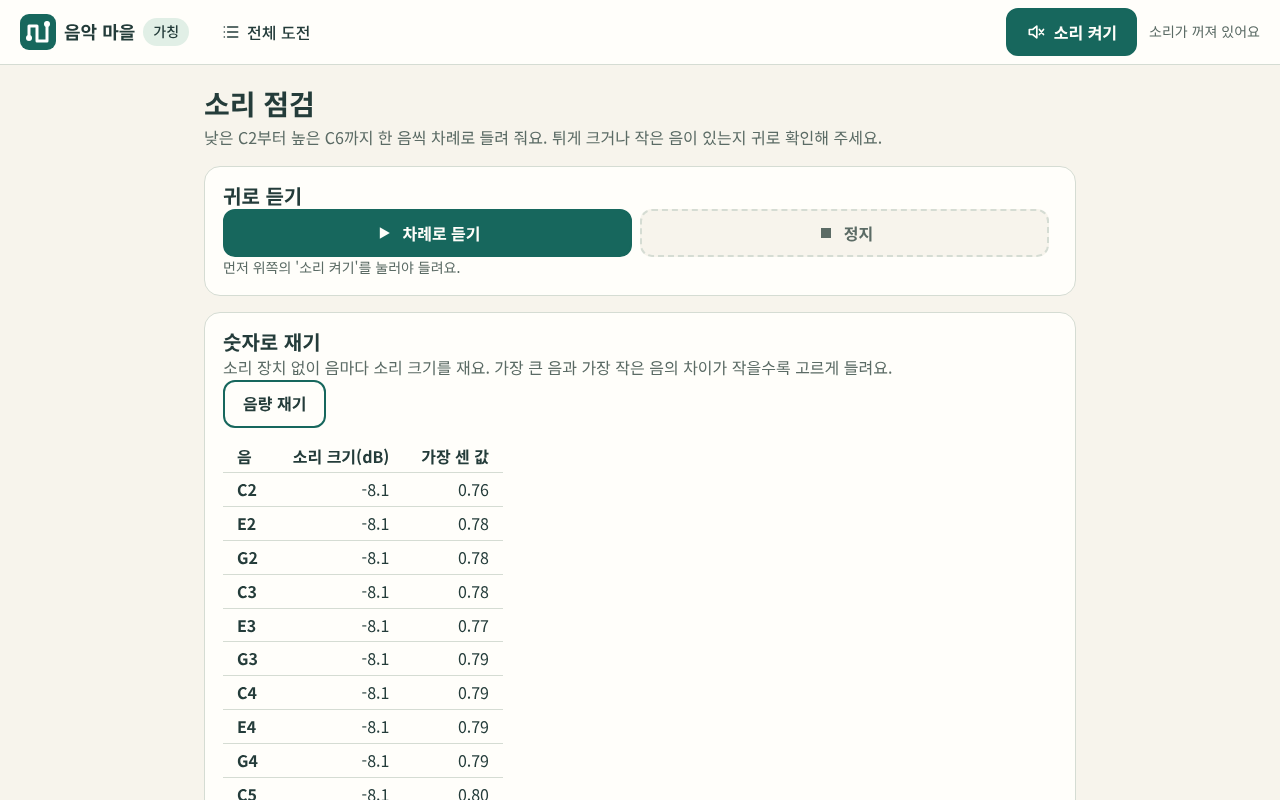 음악 마을 가칭 전체 도전 소리 켜기 소리가 꺼져 있어요
소리 점검
낮은 C2부터 높은 C6까지 한 음씩 차례로 들려 줘요. 튀게 크거나 작은 음이 있는지 귀로 확인해 주세요.
귀로 듣기
차례로 듣기 정지
먼저 위쪽의 '소리 켜기'를 눌러야 들려요.
숫자로 재기
소리 장치 없이 음마다 소리 크기를 재요. 가장 큰 음과 가장 작은 음의 차이가 작을수록 고르게 들려요.
음량 재기
음 소리 크기(dB) 가장 센 값
C2 -8.1 0.76
E2 -8.1 0.78
G2 -8.1 0.78
C3 -8.1 0.78
E3 -8.1 0.77
G3 -8.1 0.79
C4 -8.1 0.79
E4 -8.1 0.79
G4 -8.1 0.79
C5 -8.1 0.80